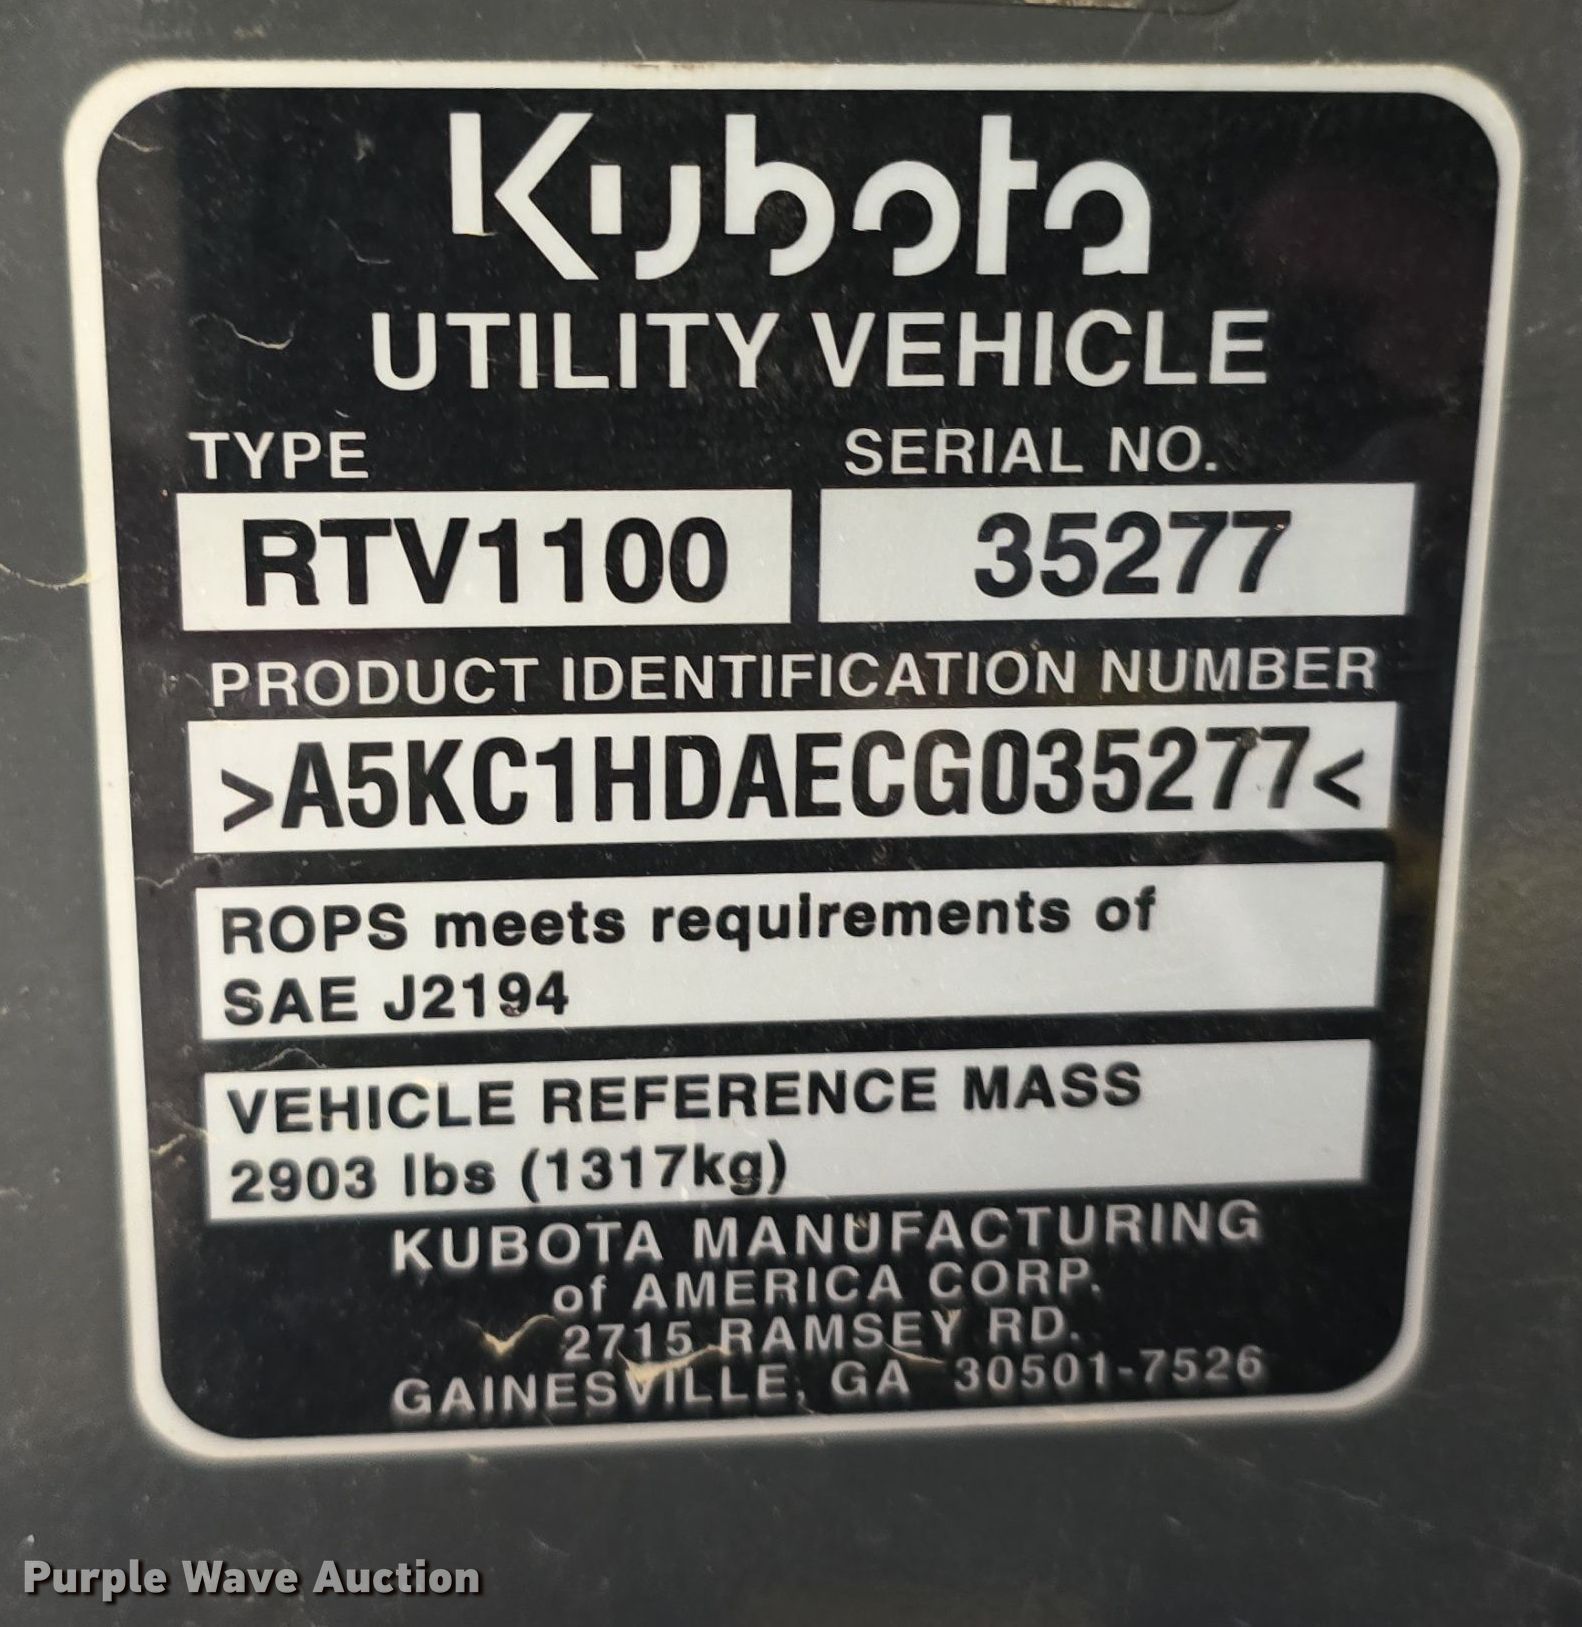 Kubota
UTILITY VEHICLE
TYPE SERIAL NO.
RTV1100 35277
PRODUCT IDENTIFICATION NUMBER
>A5KC1HDAECG035277<
ROPS meets requirements of
SAE J2194
VEHICLE REFERENCE MASS
2903 lbs (1317kg)
KUBOTA MANUFACTURING
of AMERICA CORP.
2715 RAMSEY RD.
GAINESVILLE, GA 30501-7526
Purple Wave Auction